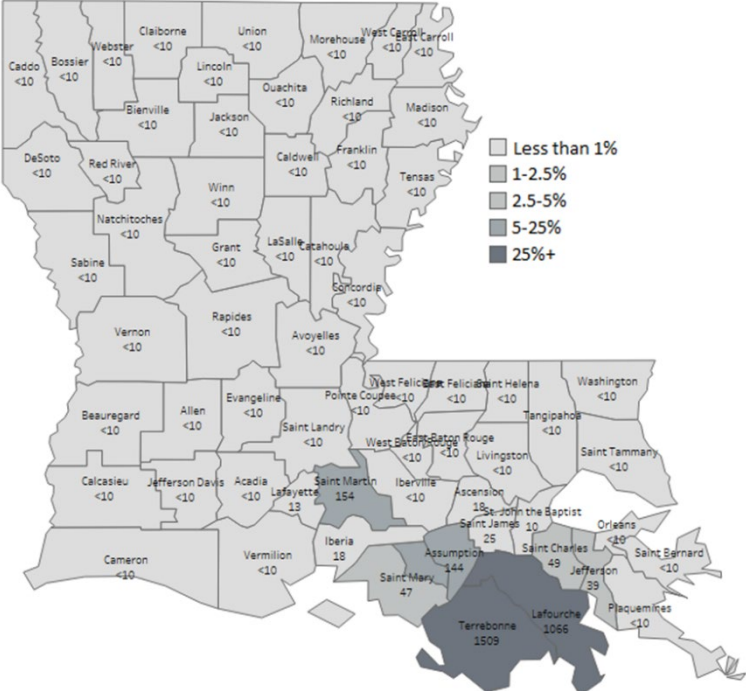 Claiborne
<10
Union
<10
Morehouse
<10
West Carroll
<10
East Carroll
<10
Webster
<10
Bossier
<10
Caddo
<10
Lincoln
<10
Ouachita
<10
Richland
<10
Madison
<10
Bienville
<10
Jackson
<10
DeSoto
<10
Red River
<10
Caldwell
<10
Franklin
<10
Tensas
<10
Winn
<10
Natchitoches
<10
Grant
<10
LaSalle
<10
Catahoula
<10
Sabine
<10
Concordia
<10
Less than 1%
1-2.5%
2.5-5%
5-25%
25%+
Vernon
<10
Rapides
<10
Avoyelles
<10
West Feliciana
<10
East Feliciana
<10
Saint Helena
<10
Washington
<10
Beauregard
<10
Allen
<10
Evangeline
<10
Pointe Coupee
<10
Saint Landry
<10
Tangipahoa
<10
West Baton Rouge
<10
East Baton Rouge
<10
Livingston
<10
Saint Tammany
<10
Calcasieu
<10
Jefferson Davis
<10
Acadia
<10
Lafayette
13
Saint Martin
154
Iberville
<10
Ascension
18
St. John the Baptist
10
Saint James
25
Orleans
<10
Cameron
<10
Vermilion
<10
Iberia
18
Assumption
144
Saint Charles
49
Saint Bernard
<10
Saint Mary
47
Jefferson
39
Plaquemines
<10
Terrebonne
1509
Lafourche
1066